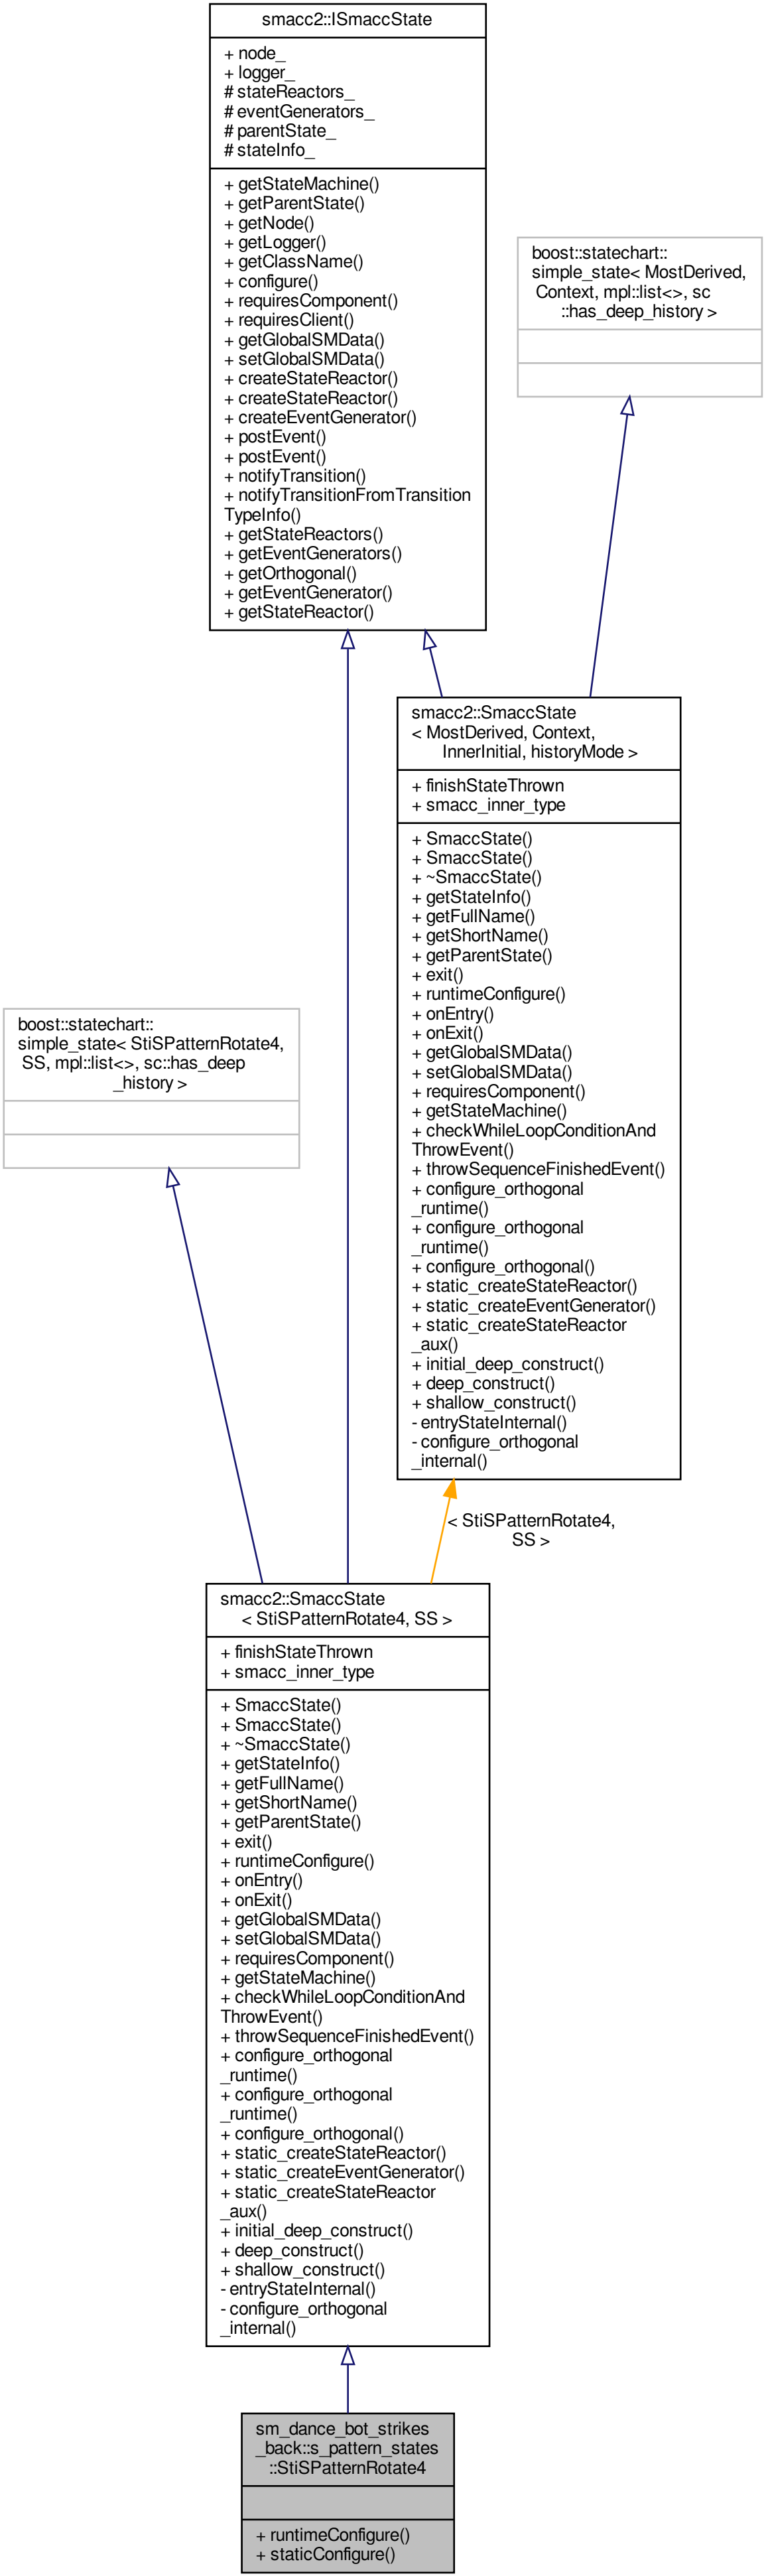 smacc2::ISmaccState
+ node_
+ logger_
# stateReactors_
# eventGenerators_
# parentState_
# stateInfo_
+ getStateMachine()
+ getParentState()
+ getNode()
+ getLogger()
+ getClassName()
+ configure()
+ requiresComponent()
+ requiresClient()
+ getGlobalSMData()
+ setGlobalSMData()
+ createStateReactor()
+ createStateReactor()
+ createEventGenerator()
+ postEvent()
+ postEvent()
+ notifyTransition()
+ notifyTransitionFromTransition
TypeInfo()
+ getStateReactors()
+ getEventGenerators()
+ getOrthogonal()
+ getEventGenerator()
+ getStateReactor()
boost::statechart::
simple_state< MostDerived,
Context, mpl::list<>, sc
::has_deep_history >
smacc2::SmaccState
< MostDerived, Context,
InnerInitial, historyMode >
+ finishStateThrown
+ smacc_inner_type
+ SmaccState()
+ SmaccState()
+ ~SmaccState()
+ getStateInfo()
+ getFullName()
+ getShortName()
+ getParentState()
+ exit()
+ runtimeConfigure()
+ onEntry()
+ onExit()
+ getGlobalSMData()
+ setGlobalSMData()
+ requiresComponent()
+ getStateMachine()
+ checkWhileLoopConditionAnd
ThrowEvent()
+ throwSequenceFinishedEvent()
+ configure_orthogonal
_runtime()
+ configure_orthogonal
_runtime()
+ configure_orthogonal()
+ static_createStateReactor()
+ static_createEventGenerator()
+ static_createStateReactor
_aux()
+ initial_deep_construct()
+ deep_construct()
+ shallow_construct()
- entryStateInternal()
- configure_orthogonal
_internal()
boost::statechart::
simple_state< StiSPatternRotate4,
SS, mpl::list<>, sc::has_deep
_history >
< StiSPatternRotate4,
SS >
smacc2::SmaccState
< StiSPatternRotate4, SS >
+ finishStateThrown
+ smacc_inner_type
+ SmaccState()
+ SmaccState()
+ ~SmaccState()
+ getStateInfo()
+ getFullName()
+ getShortName()
+ getParentState()
+ exit()
+ runtimeConfigure()
+ onEntry()
+ onExit()
+ getGlobalSMData()
+ setGlobalSMData()
+ requiresComponent()
+ getStateMachine()
+ checkWhileLoopConditionAnd
ThrowEvent()
+ throwSequenceFinishedEvent()
+ configure_orthogonal
_runtime()
+ configure_orthogonal
_runtime()
+ configure_orthogonal()
+ static_createStateReactor()
+ static_createEventGenerator()
+ static_createStateReactor
_aux()
+ initial_deep_construct()
+ deep_construct()
+ shallow_construct()
- entryStateInternal()
- configure_orthogonal
_internal()
sm_dance_bot_strikes
_back::s_pattern_states
::StiSPatternRotate4
+ runtimeConfigure()
+ staticConfigure()